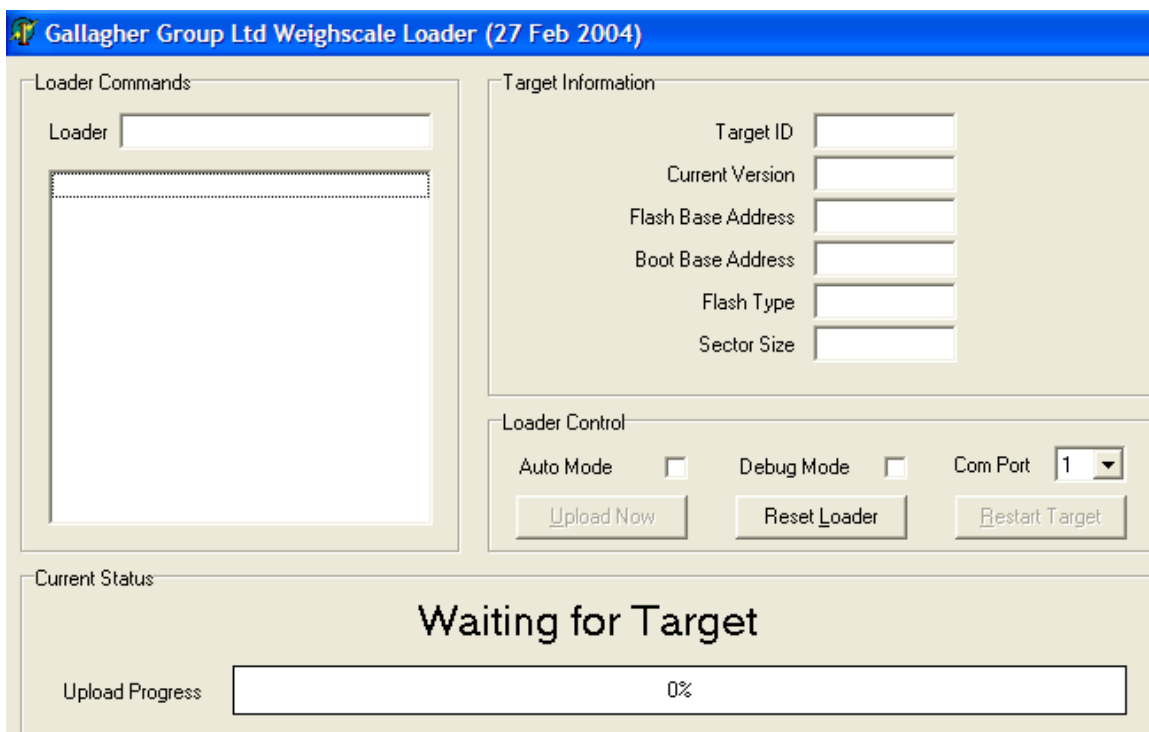 Gallagher Group Ltd Weighscale Loader (27 Feb 2004)
Loader Commands
Loader
Target Information
Target ID
Current Version
Flash Base Address
Boot Base Address
Flash Type
Sector Size
Loader Control
Auto Mode Debug Mode Com Port 1
Upload Now Reset Loader Restart Target
Current Status
Waiting for Target
Upload Progress 0%